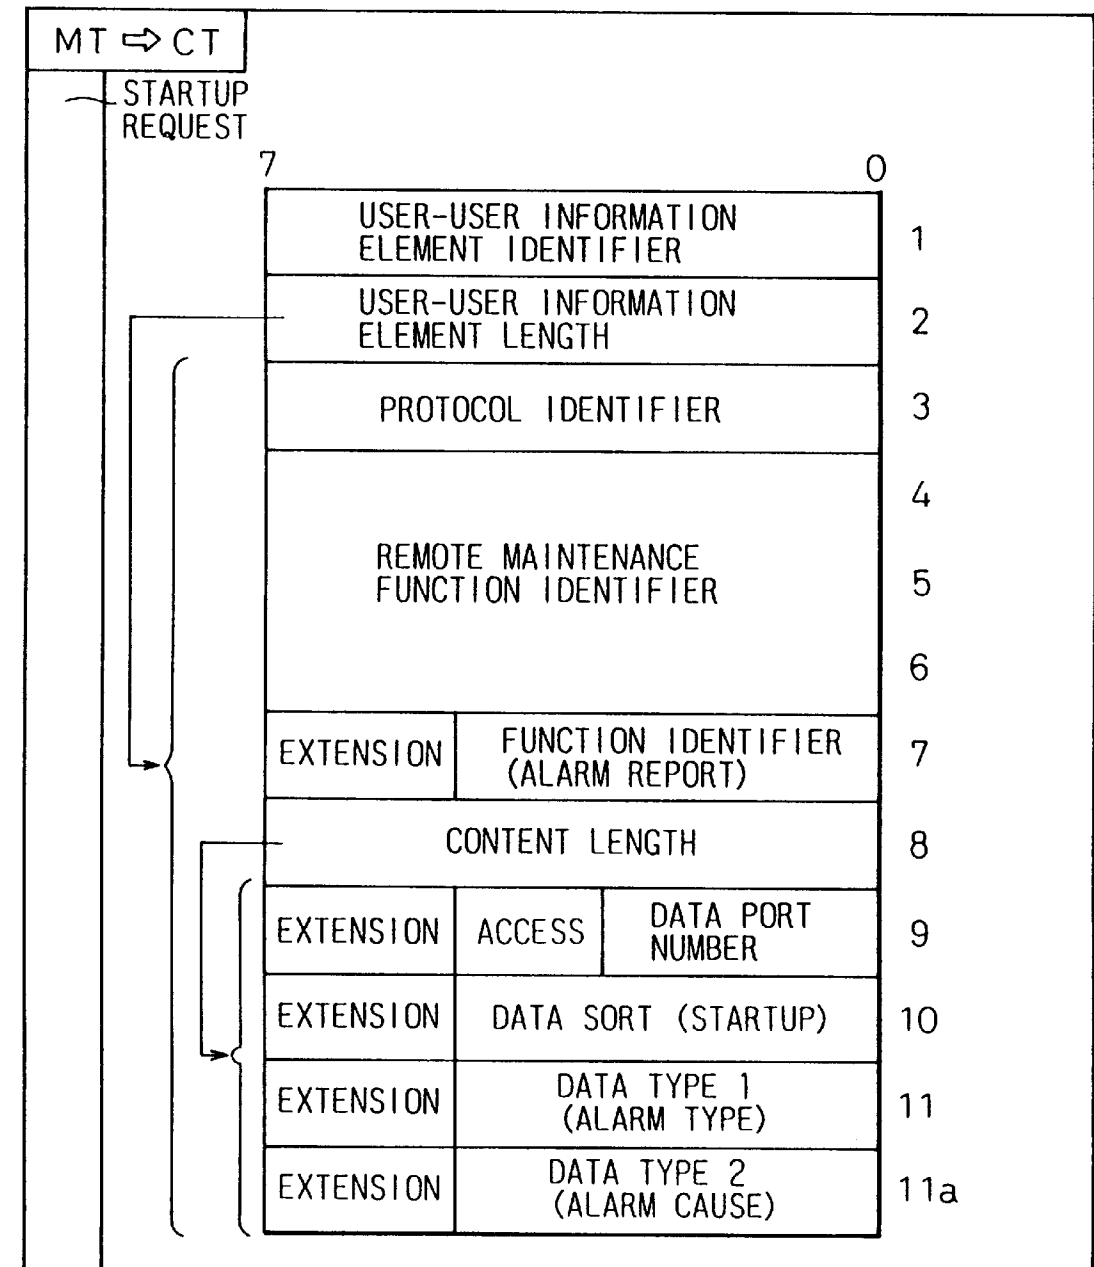 MT ⇨ CT
STARTUP
REQUEST
7 0
USER-USER INFORMATION
ELEMENT IDENTIFIER
1
USER-USER INFORMATION
ELEMENT LENGTH
2
PROTOCOL IDENTIFIER
3
4
REMOTE MAINTENANCE
FUNCTION IDENTIFIER
5
6
EXTENSION
FUNCTION IDENTIFIER
(ALARM REPORT)
7
CONTENT LENGTH
8
EXTENSION
ACCESS
DATA PORT
NUMBER
9
EXTENSION
DATA SORT (STARTUP)
10
EXTENSION
DATA TYPE 1
(ALARM TYPE)
11
EXTENSION
DATA TYPE 2
(ALARM CAUSE)
11a